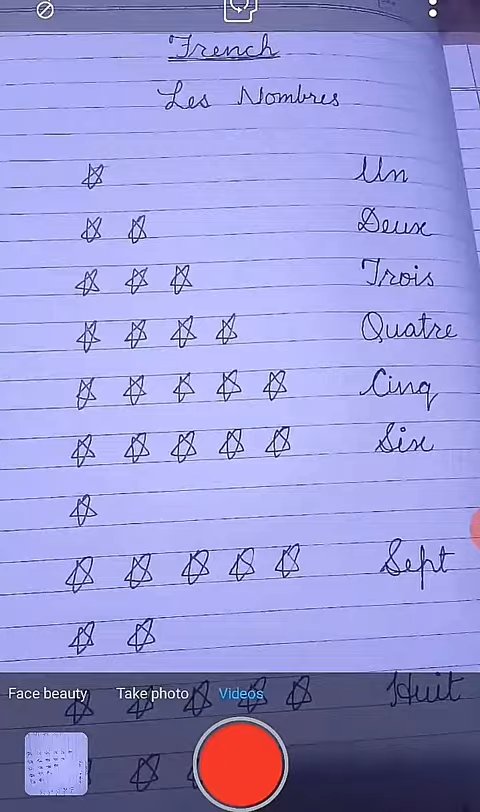 French
Les Nombres
Un
Deux
Trois
Quatre
Cinq
Six
Sept
Face beauty Take photo Videos
Huit